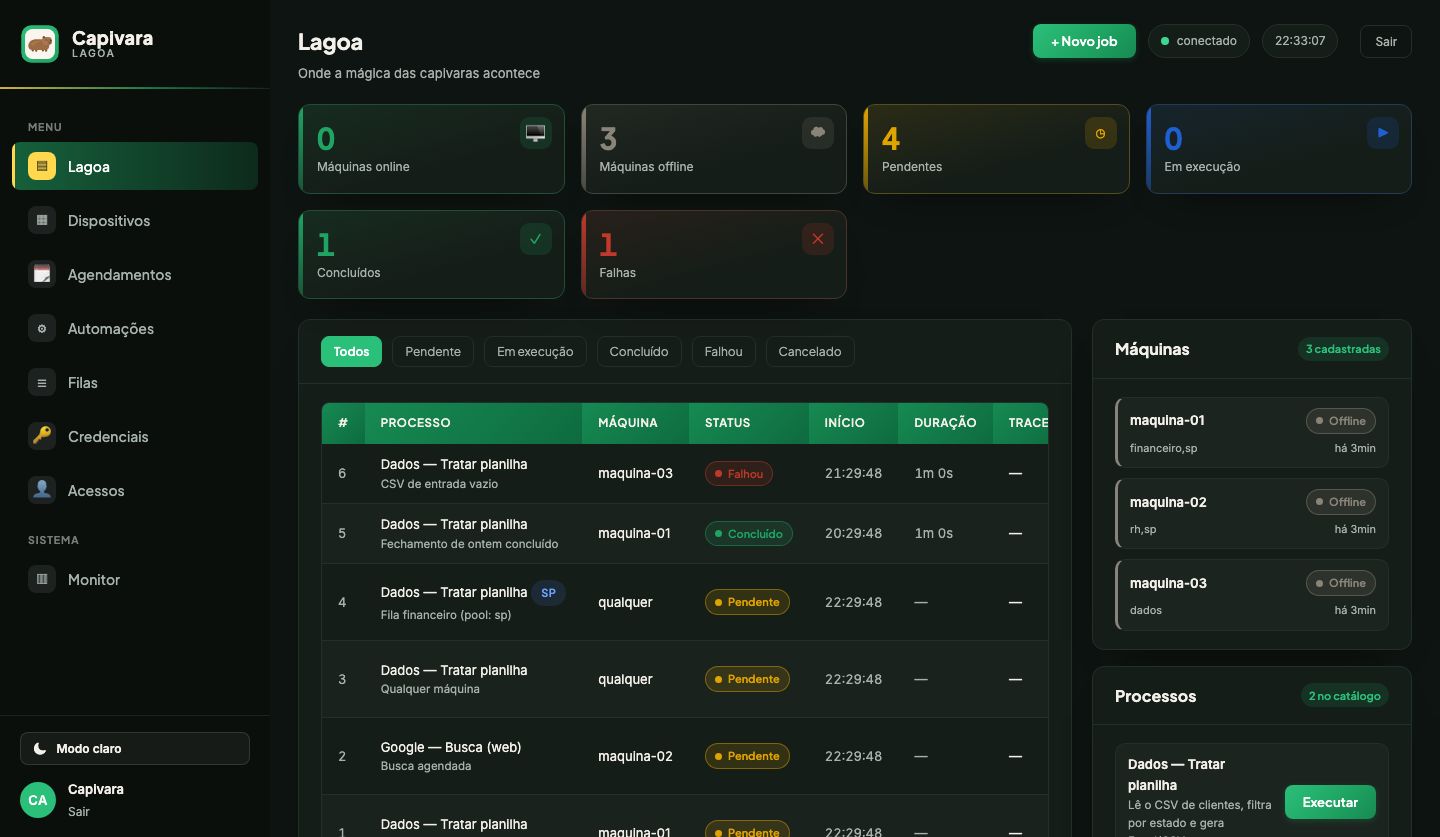 Capivara
LAGOA
MENU
Lagoa
Dispositivos
Agendamentos
Automações
Filas
Credenciais
Acessos
SISTEMA
Monitor
Modo claro
CA
Capivara
Sair
Lagoa
Onde a mágica das capivaras acontece
+ Novo job
conectado
22:33:07
Sair
0
Máquinas online
3
Máquinas offline
4
Pendentes
0
Em execução
1
Concluídos
1
Falhas
Todos Pendente Em execução Concluído Falhou Cancelado
# PROCESSO MÁQUINA STATUS INÍCIO DURAÇÃO TRACE
6 Dados — Tratar planilha maquina-03 Falhou 21:29:48 1m 0s —
CSV de entrada vazio
5 Dados — Tratar planilha maquina-01 Concluído 20:29:48 1m 0s —
Fechamento de ontem concluído
4 Dados — Tratar planilha SP qualquer Pendente 22:29:48 — —
Fila financeiro (pool: sp)
3 Dados — Tratar planilha qualquer Pendente 22:29:48 — —
Qualquer máquina
2 Google — Busca (web) maquina-02 Pendente 22:29:48 — —
Busca agendada
1 Dados — Tratar planilha maquina-01 Pendente 22:29:48 — —
Máquinas
3 cadastradas
maquina-01 Offline
financeiro,sp há 3min
maquina-02 Offline
rh,sp há 3min
maquina-03 Offline
dados há 3min
Processos
2 no catálogo
Dados — Tratar
planilha
Lê o CSV de clientes, filtra
por estado e gera
Executar